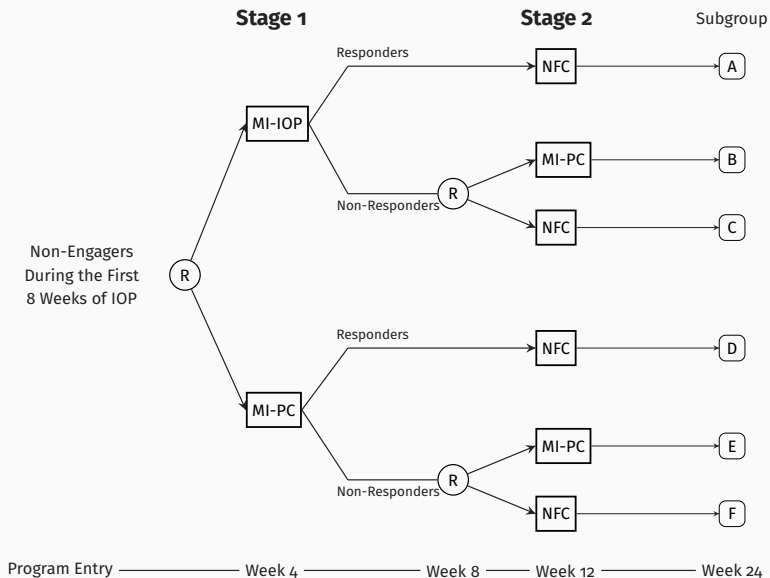 Stage 1
Stage 2
Subgroup
Responders
NFC
A
MI-IOP
MI-PC
B
Non-Responders
R
NFC
C
Non-Engagers
During the First
8 Weeks of IOP
R
Responders
NFC
D
MI-PC
MI-PC
E
Non-Responders
R
NFC
F
Program Entry
Week 4
Week 8
Week 12
Week 24